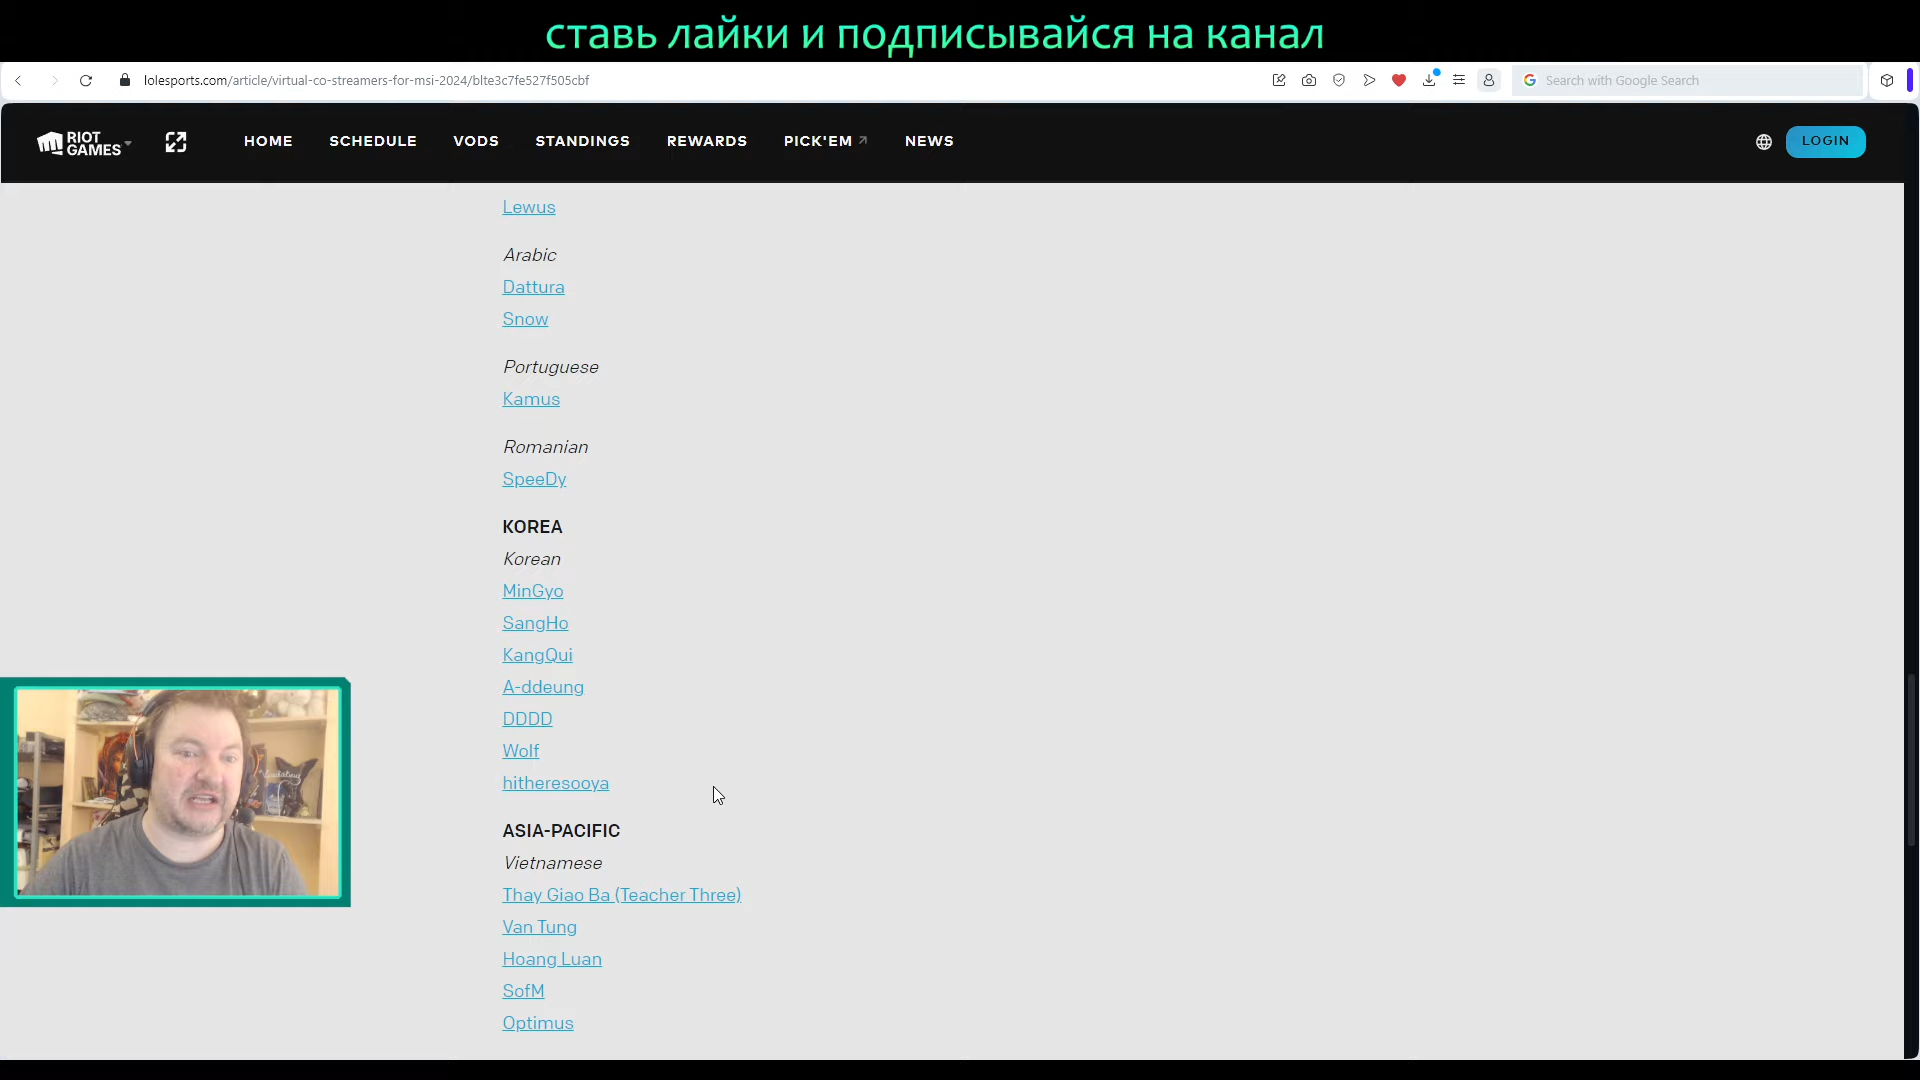 ставь лайки и подписывайся на канал
lolesports.com/article/virtual-co-streamers-for-msi-2024/blte3c7fe527f505cbf
Search with Google Search
RIOT GAMES
HOME SCHEDULE VODS STANDINGS REWARDS PICK'EM NEWS LOGIN
Lewus
Arabic
Dattura
Snow
Portuguese
Kamus
Romanian
SpeeDy
KOREA
Korean
MinGyo
SangHo
KangQui
A-ddeung
DDDD
Wolf
hitheresooya
ASIA-PACIFIC
Vietnamese
Thay Giao Ba (Teacher Three)
Van Tung
Hoang Luan
SofM
Optimus